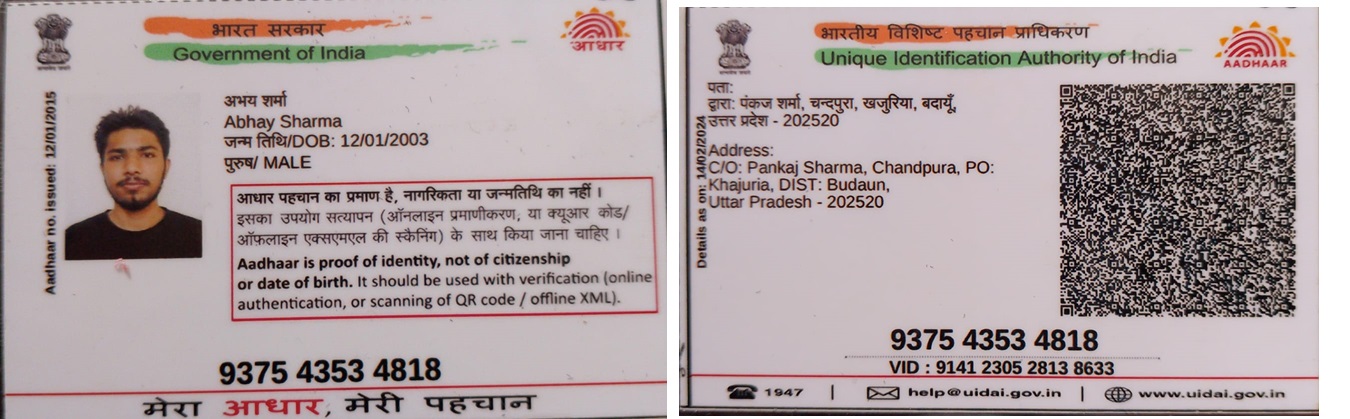 भारत सरकार
Government of India
आधार
Aadhaar no. issued: 12/01/2015
अभय शर्मा
Abhay Sharma
जन्म तिथि/DOB: 12/01/2003
पुरुष/ MALE
आधार पहचान का प्रमाण है, नागरिकता या जन्मतिथि का नहीं ।
इसका उपयोग सत्यापन (ऑनलाइन प्रमाणीकरण, या क्यूआर कोड/
ऑफ़लाइन एक्सएमएल की स्कैनिंग) के साथ किया जाना चाहिए ।
Aadhaar is proof of identity, not of citizenship
or date of birth. It should be used with verification (online
authentication, or scanning of QR code / offline XML).
9375 4353 4818
मेरा आधार, मेरी पहचान
भारतीय विशिष्ट पहचान प्राधिकरण
Unique Identification Authority of India
AADHAAR
Details as on: 14/02/2024
पता:
द्वारा: पंकज शर्मा, चन्दपुरा, खजुरिया, बदायूँ,
उत्तर प्रदेश - 202520
Address:
C/O: Pankaj Sharma, Chandpura, PO:
Khajuria, DIST: Budaun,
Uttar Pradesh - 202520
9375 4353 4818
VID : 9141 2305 2813 8633
1947 | help@uidai.gov.in | www.uidai.gov.in